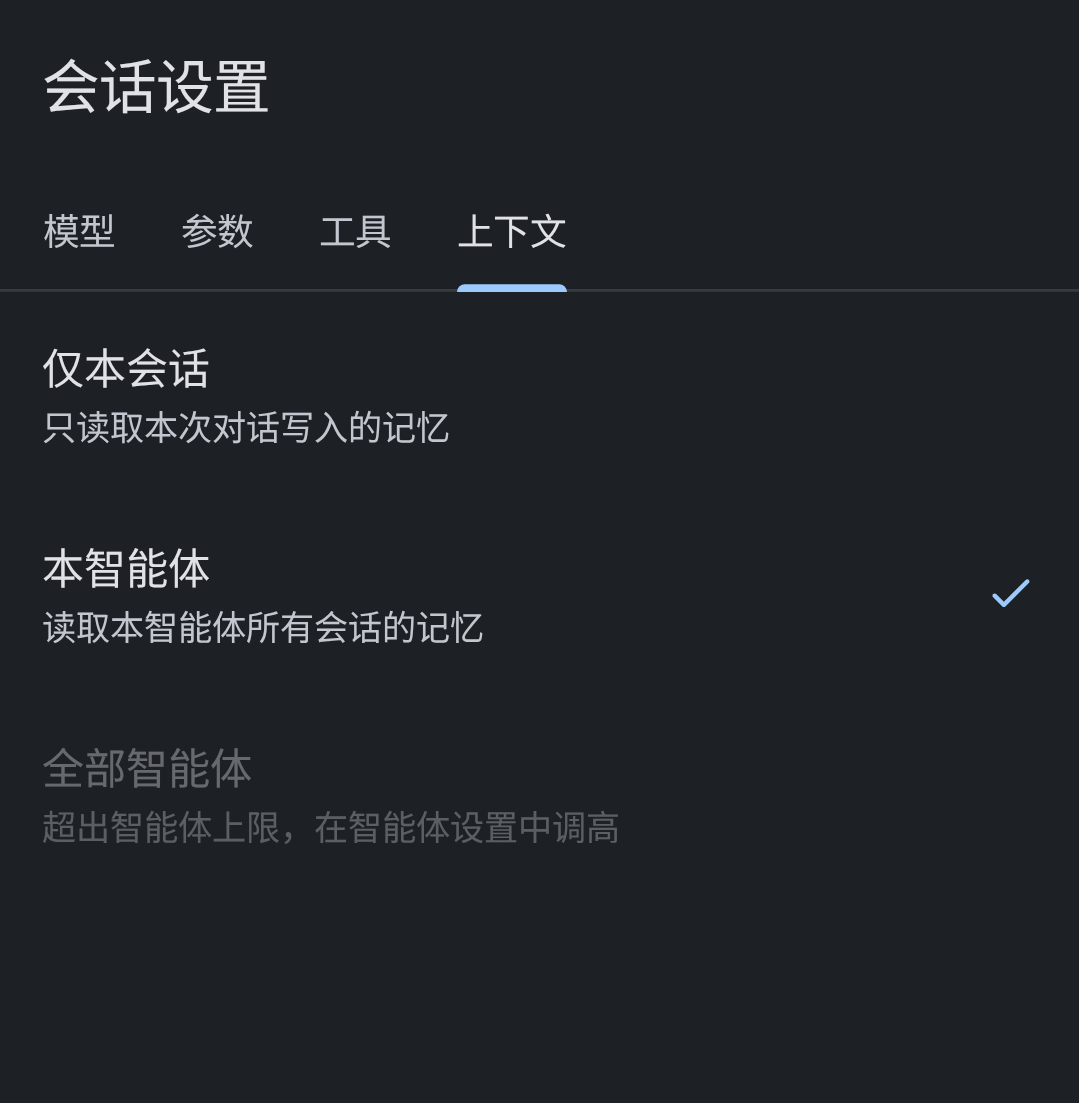 会话设置
模型 参数 工具 上下文
仅本会话
只读取本次对话写入的记忆
本智能体
读取本智能体所有会话的记忆
全部智能体
超出智能体上限，在智能体设置中调高